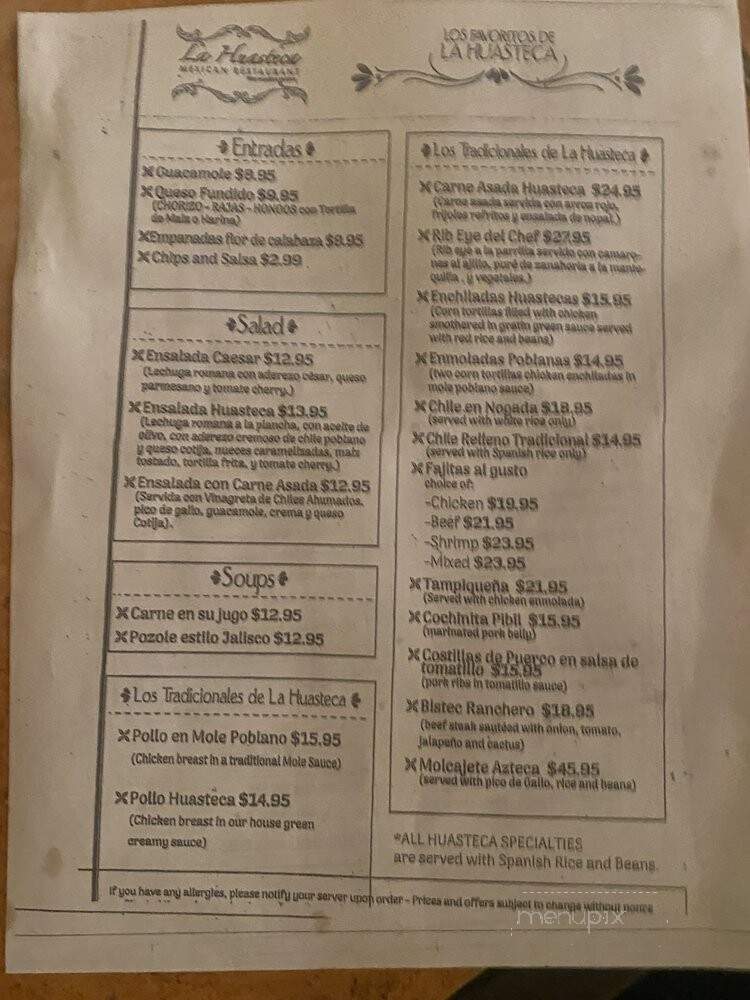 La Huasteca
MEXICAN RESTAURANT
LOS FAVORITOS DE
LA HUASTECA
Entradas
Guacamole $8.95
Queso Fundido $9.95
(CHORIZO - RAJAS - HONGOS con Tortilla
de Maiz o Harina)
Empanadas flor de calabaza $8.95
Chips and Salsa $2.99
Salad
Ensalada Caesar $12.95
(Lechuga romana con aderezo césar, queso
parmesano y tomate cherry.)
Ensalada Huasteca $13.95
(Lechuga romana a la plancha, con aceite de
olivo, con aderezo cremoso de chile poblano
y queso cotija, nueces caramelizadas, maiz
tostado, tortilla frita, y tomate cherry.)
Ensalada con Carne Asada $12.95
(Servida con Vinagreta de Chiles Ahumados,
pico de gallo, guacamole, crema y queso
Cotija).
Soups
Carne en su jugo $12.95
Pozole estilo Jalisco $12.95
Los Tradicionales de La Huasteca
Pollo en Mole Poblano $15.95
(Chicken breast in a traditional Mole Sauce)
Pollo Huasteca $14.95
(Chicken breast in our house green
creamy sauce)
Los Tradicionales de La Huasteca
Carne Asada Huasteca $24.95
(Carne asada servida con arroz rojo,
frijoles refritos y ensalada de nopal.)
Rib Eye del Chef $27.95
(Rib eye a la parrilla servido con camaro-
nes al ajillo, puré de zanahoria a la mante-
quilla , y vegetales.)
Enchiladas Huastecas $15.95
(Corn tortillas filled with chicken
smothered in gratin green sauce served
with red rice and beans)
Enmoladas Poblanas $14.95
(two corn tortillas chicken enchiladas in
mole poblano sauce)
Chile en Nogada $18.95
(served with white rice only)
Chile Relleno Tradicional $14.95
(served with Spanish rice only)
Fajitas al gusto
choice of:
-Chicken $19.95
-Beef $21.95
-Shrimp $23.95
-Mixed $23.95
Tampiqueña $21.95
(Served with chicken enmolada)
Cochinita Pibil $15.95
(marinated pork belly)
Costillas de Puerco en salsa de
tomatillo $15.95
(pork ribs in tomatillo sauce)
Bistec Ranchero $18.95
(beef steak sautéed with onion, tomato,
jalapeño and cactus)
Molcajete Azteca $45.95
(served with pico de Gallo, rice and beans)
*ALL HUASTECA SPECIALTIES
are served with Spanish Rice and Beans.
If you have any allergies, please notify your server upon order - Prices and offers subject to change without notice
menupix